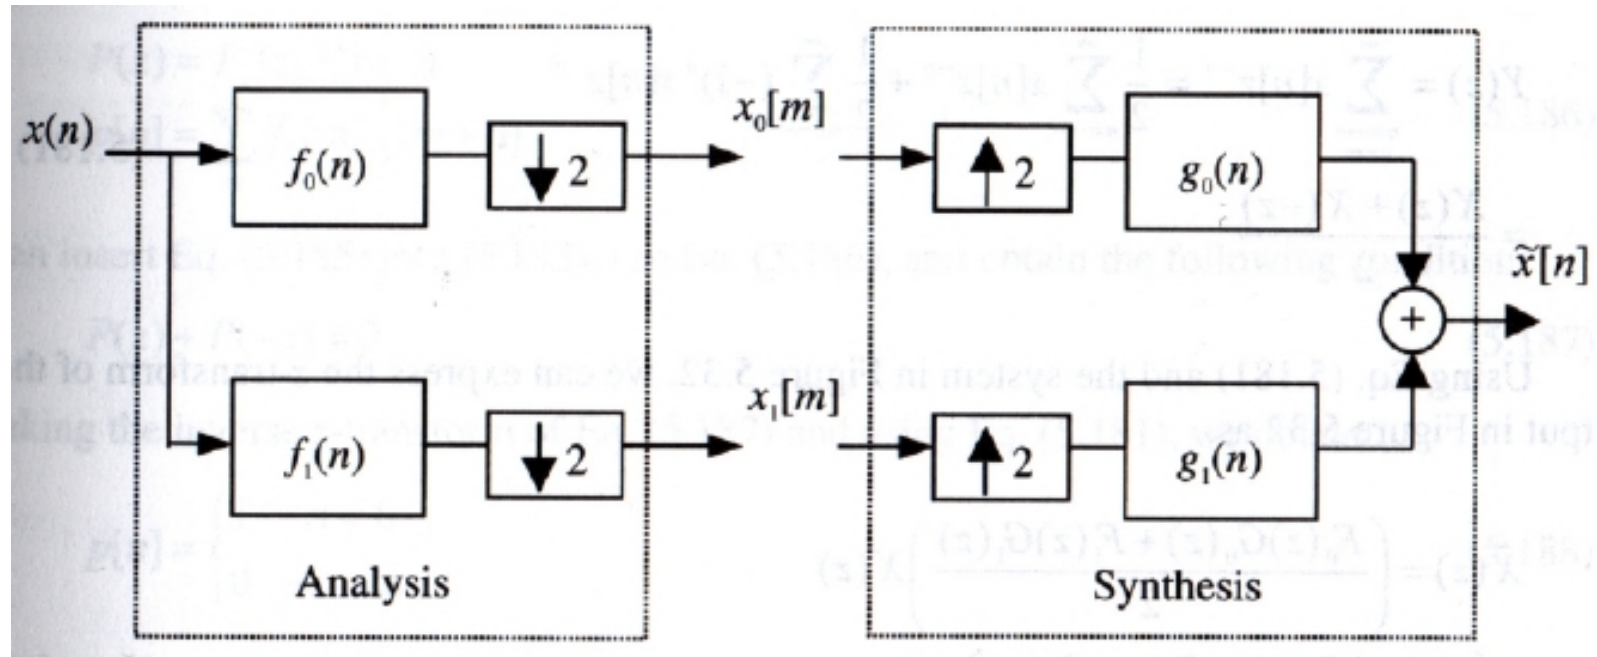 x(n)
f₀(n)
↓ 2
x₀[m]
↑ 2
g₀(n)
+
x̃[n]
f₁(n)
↓ 2
x₁[m]
↑ 2
g₁(n)
Analysis
Synthesis